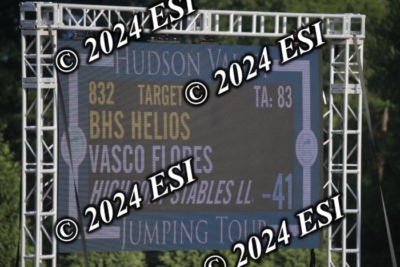 © 2024 ESI
HUDSON
© 2024 ESI
832 TARGET TA: 83
BHS HELIOS
VASCO FLORES
STABLES LL -41
© 2024 ESI
© 2024 ESI
JUMPING TOUR
© 2024 ESI